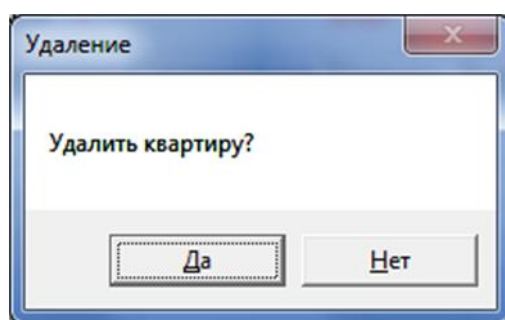 Удаление
Удалить квартиру?
Да
Нет